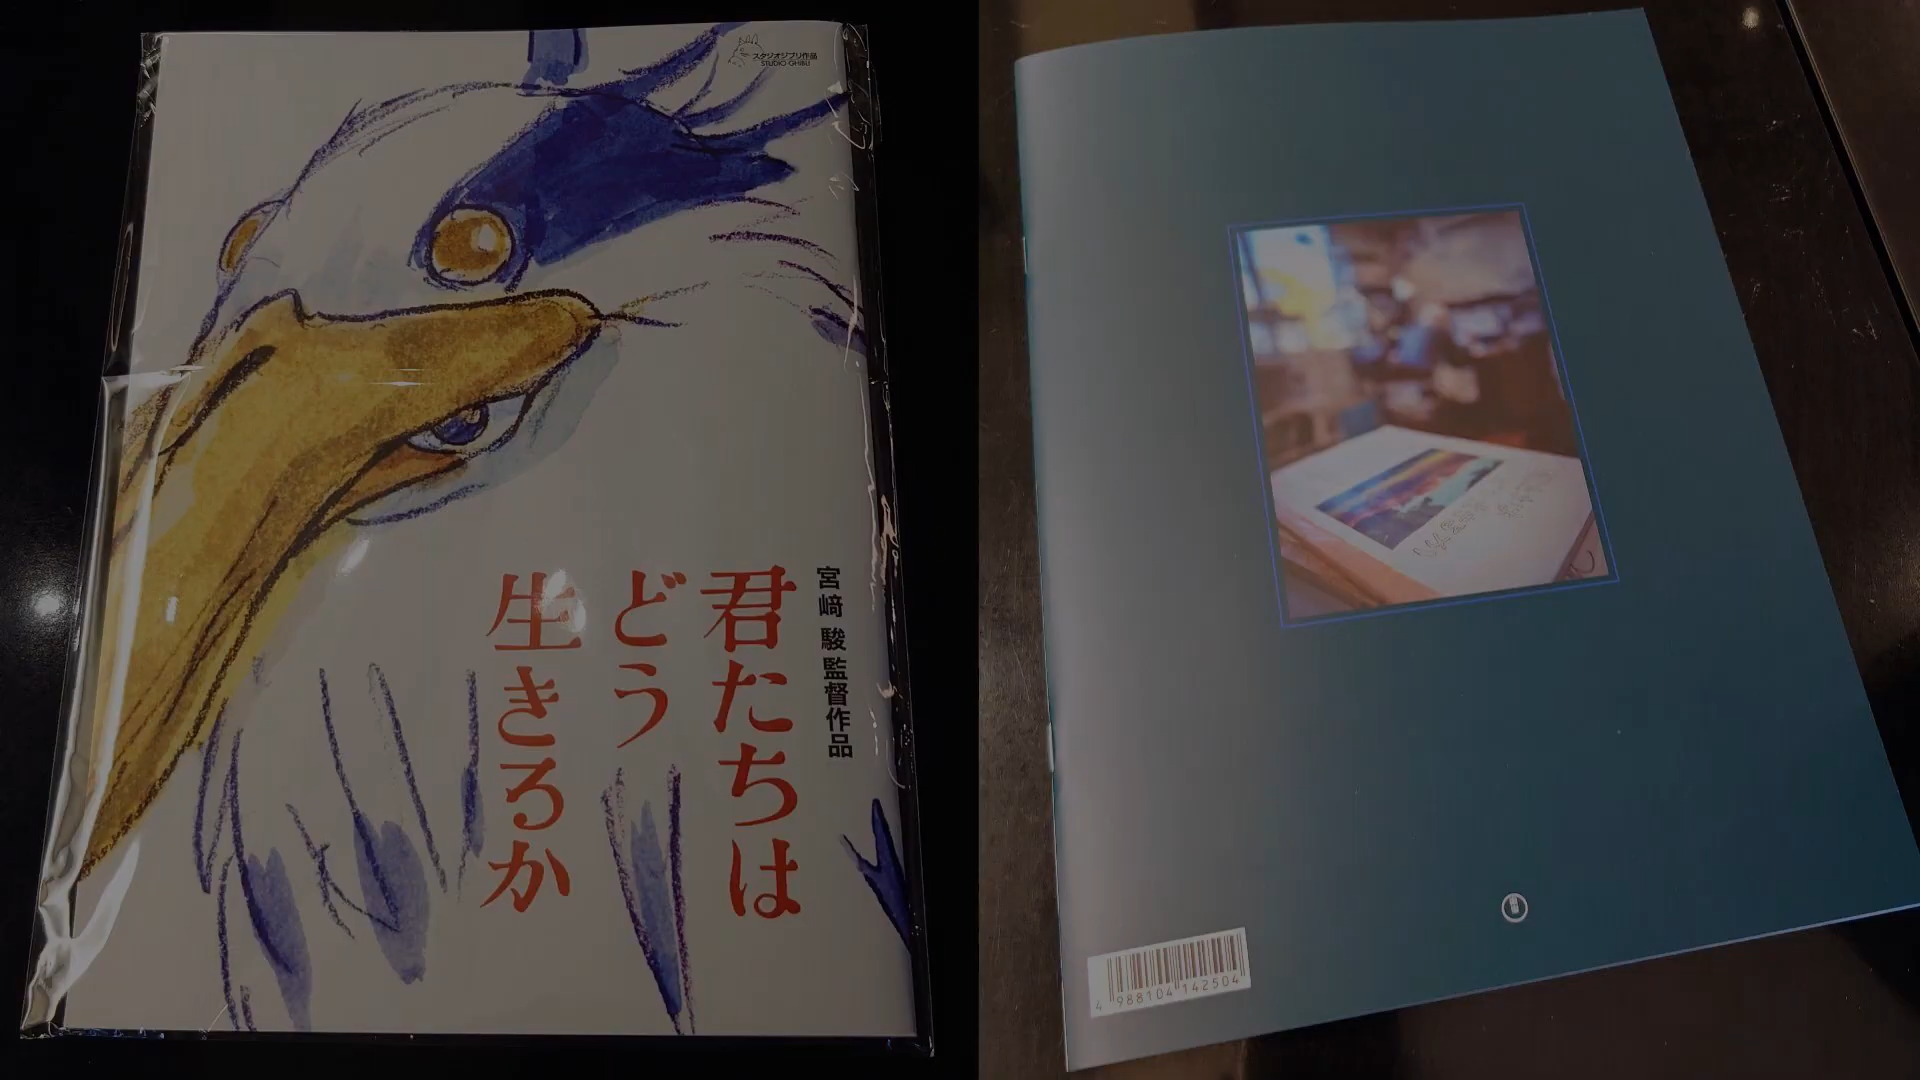 スタジオジブリ作品
STUDIO GHIBLI
宮﨑 駿 監督作品
君たちは
どう
生きるか
4 988104 142504